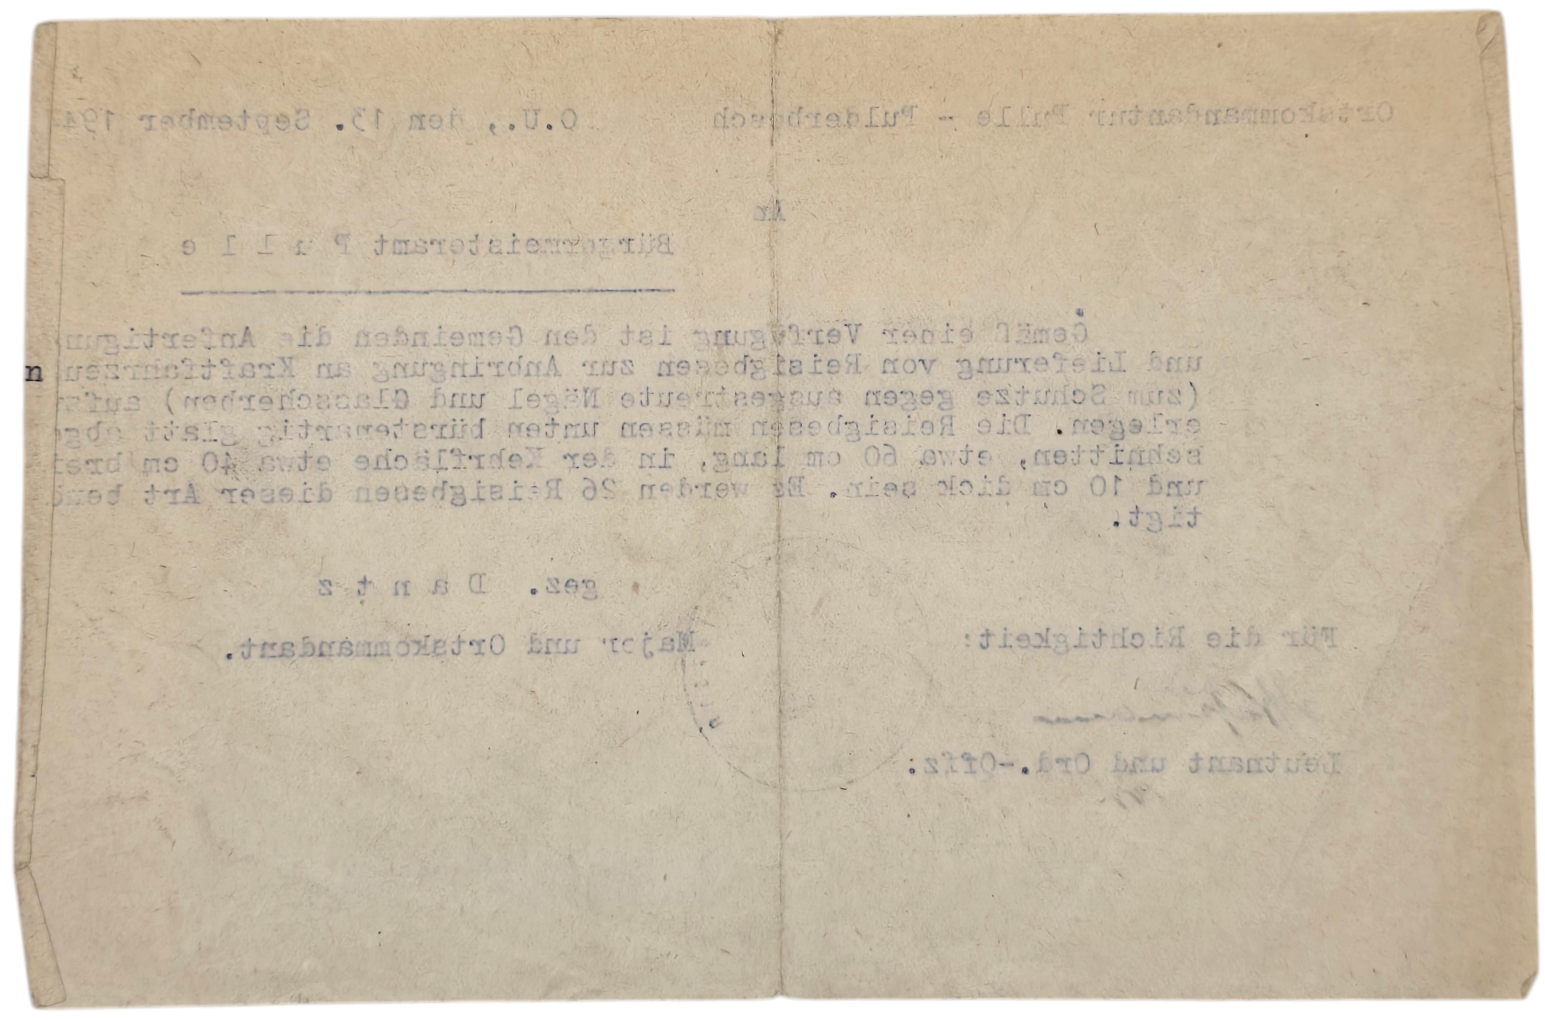 Ortskommandantur Pulle - Pulderbosch O.U., den 13. September 194
An
Bürgermeisteramt P u l l e
Gemäß einer Verfügung ist den Gemeinden die Anfertigun
und Lieferung von Reisigbesen zur Anbringung an Kraftfahrzeu n
(zum Schutze gegen ausgestreute Nägel und Glasscherben) aufz
erlegen. Die Reisigbesen müssen unten bürstenartig glatt abge
schnitten, etwa 60 cm lang, in der Kehrfläche etwa 40 cm brei
und 10 cm dick sein. Es werden 26 Reisigbesen dieser Art benö
tigt.
gez. D a n t z
Für die Richtigkeit: Major und Ortskommandant.
Leutnant und Ord.-Offz.